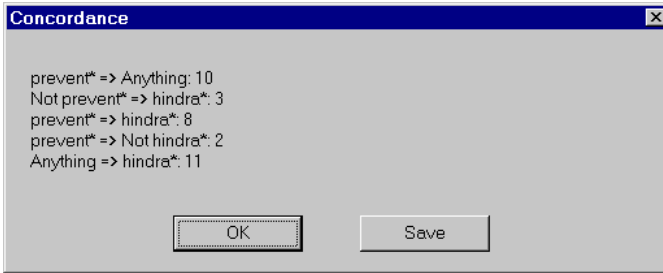 Concordance
prevent* => Anything: 10
Not prevent* => hindra*: 3
prevent* => hindra*: 8
prevent* => Not hindra*: 2
Anything => hindra*: 11
OK Save